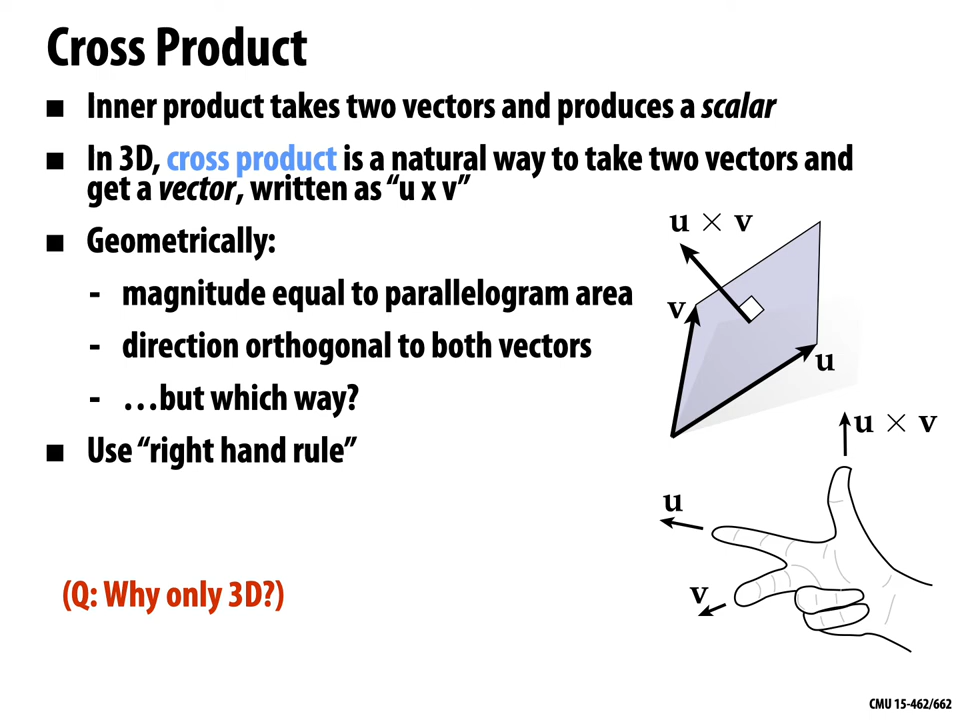 Cross Product
■ Inner product takes two vectors and produces a scalar
■ In 3D, cross product is a natural way to take two vectors and
get a vector, written as “u x v”
■ Geometrically:
- magnitude equal to parallelogram area
- direction orthogonal to both vectors
- …but which way?
■ Use “right hand rule”
(Q: Why only 3D?)
u × v
v
u
u × v
u
v
CMU 15-462/662